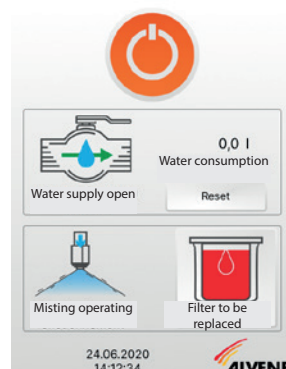 0,0 l
Water consumption
Water supply open
Reset
Misting operating
Filter to be
replaced
24.06.2020
14:12:34